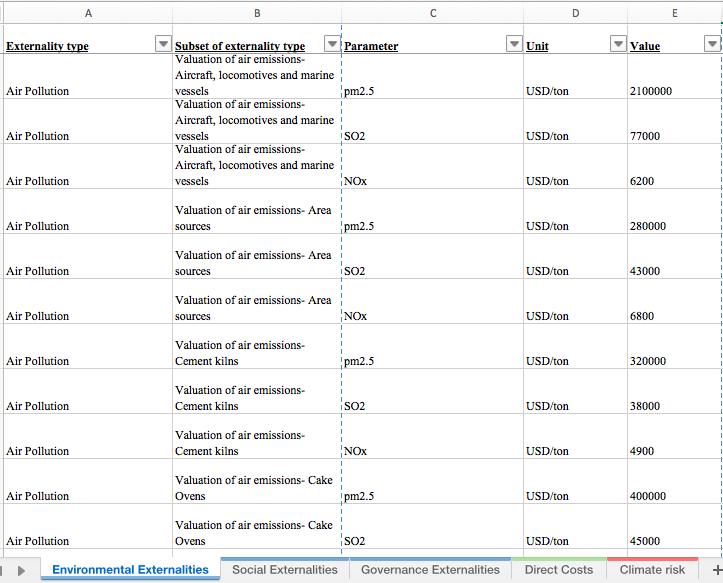 A B C D E
Externality type Subset of externality type Parameter Unit Value
Valuation of air emissions-
Aircraft, locomotives and marine
Air Pollution vessels pm2.5 USD/ton 2100000
Valuation of air emissions-
Aircraft, locomotives and marine
Air Pollution vessels SO2 USD/ton 77000
Valuation of air emissions-
Aircraft, locomotives and marine
Air Pollution vessels NOx USD/ton 6200
Valuation of air emissions- Area
Air Pollution sources pm2.5 USD/ton 280000
Valuation of air emissions- Area
Air Pollution sources SO2 USD/ton 43000
Valuation of air emissions- Area
Air Pollution sources NOx USD/ton 6800
Valuation of air emissions-
Air Pollution Cement kilns pm2.5 USD/ton 320000
Valuation of air emissions-
Air Pollution Cement kilns SO2 USD/ton 38000
Valuation of air emissions-
Air Pollution Cement kilns NOx USD/ton 4900
Valuation of air emissions- Cake
Air Pollution Ovens pm2.5 USD/ton 400000
Valuation of air emissions- Cake
Air Pollution Ovens SO2 USD/ton 45000
Environmental Externalities Social Externalities Governance Externalities Direct Costs Climate risk +